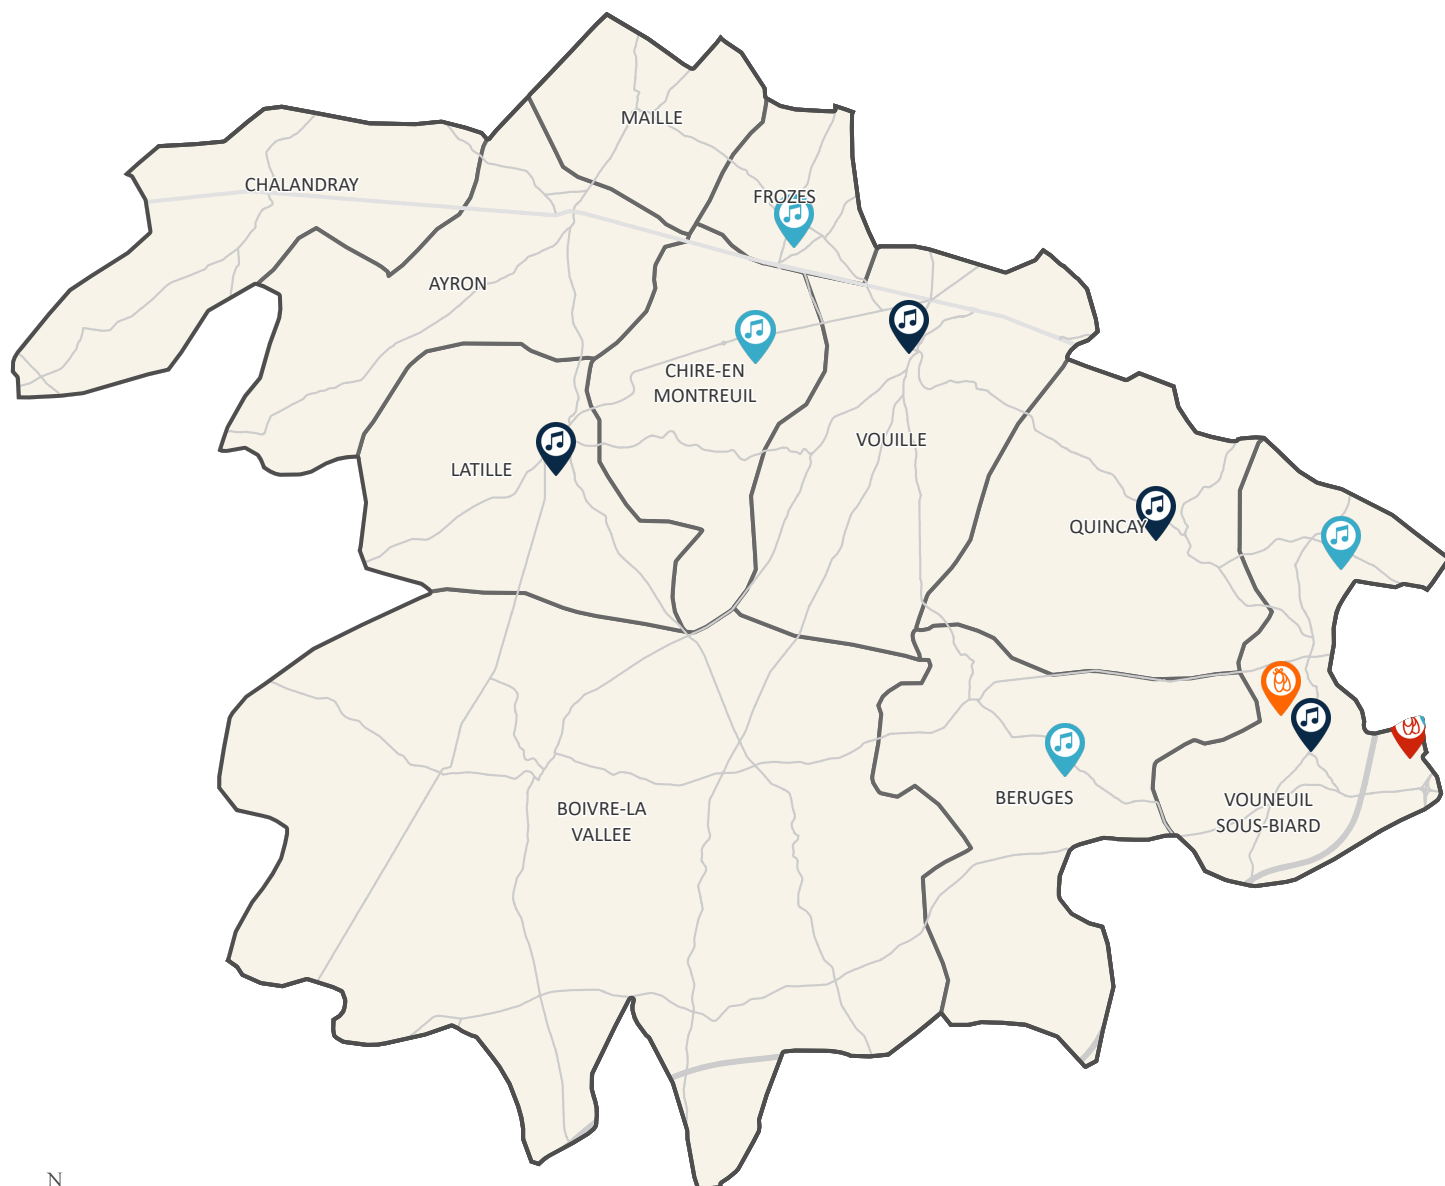 MAILLE
CHALANDRAY
FROZES
AYRON
CHIRE-EN
MONTREUIL
VOUILLE
LATILLE
QUINCAY
BERUGES
VOUNEUIL
SOUS-BIARD
BOIVRE-LA
VALLEE
N